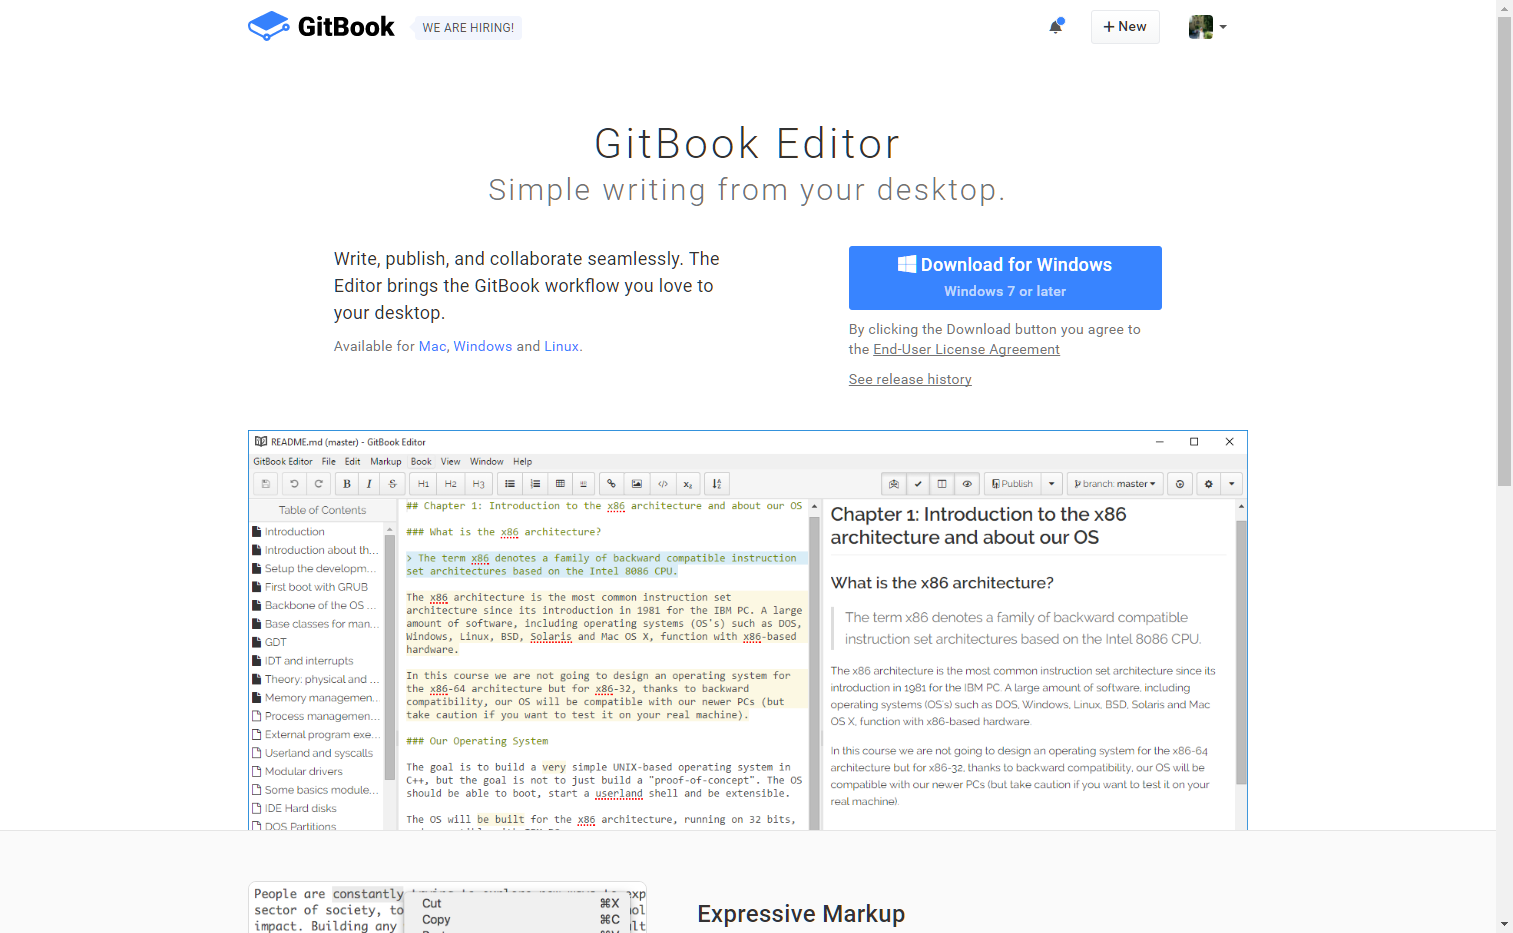 GitBook WE ARE HIRING! + New
GitBook Editor
Simple writing from your desktop.
Write, publish, and collaborate seamlessly. The
Editor brings the GitBook workflow you love to
your desktop.
Available for Mac, Windows and Linux.
Download for Windows
Windows 7 or later
By clicking the Download button you agree to
the End-User License Agreement
See release history
README.md (master) - GitBook Editor
GitBook Editor File Edit Markup Book View Window Help
B I S H1 H2 H3 Publish branch: master
Table of Contents
Introduction
Introduction about th...
Setup the developm...
First boot with GRUB
Backbone of the OS ...
Base classes for man...
GDT
IDT and interrupts
Theory: physical and ...
Memory managemen...
Process managemen...
External program exe...
Userland and syscalls
Modular drivers
Some basics module...
IDE Hard disks
DOS Partitions
## Chapter 1: Introduction to the x86 architecture and about our OS
### What is the x86 architecture?
> The term x86 denotes a family of backward compatible instruction
set architectures based on the Intel 8086 CPU.
The x86 architecture is the most common instruction set
architecture since its introduction in 1981 for the IBM PC. A large
amount of software, including operating systems (OS's) such as DOS,
Windows, Linux, BSD, Solaris and Mac OS X, function with x86-based
hardware.
In this course we are not going to design an operating system for
the x86-64 architecture but for x86-32, thanks to backward
compatibility, our OS will be compatible with our newer PCs (but
take caution if you want to test it on your real machine).
### Our Operating System
The goal is to build a very simple UNIX-based operating system in
C++, but the goal is not to just build a "proof-of-concept". The OS
should be able to boot, start a userland shell and be extensible.
The OS will be built for the x86 architecture, running on 32 bits,
Chapter 1: Introduction to the x86
architecture and about our OS
What is the x86 architecture?
The term x86 denotes a family of backward compatible
instruction set architectures based on the Intel 8086 CPU.
The x86 architecture is the most common instruction set architecture since its
introduction in 1981 for the IBM PC. A large amount of software, including
operating systems (OS's) such as DOS, Windows, Linux, BSD, Solaris and Mac
OS X, function with x86-based hardware.
In this course we are not going to design an operating system for the x86-64
architecture but for x86-32, thanks to backward compatibility, our OS will be
compatible with our newer PCs (but take caution if you want to test it on your
real machine).
People are constantly
sector of society, to
impact. Building any
Cut ⌘X
Copy ⌘C
Expressive Markup